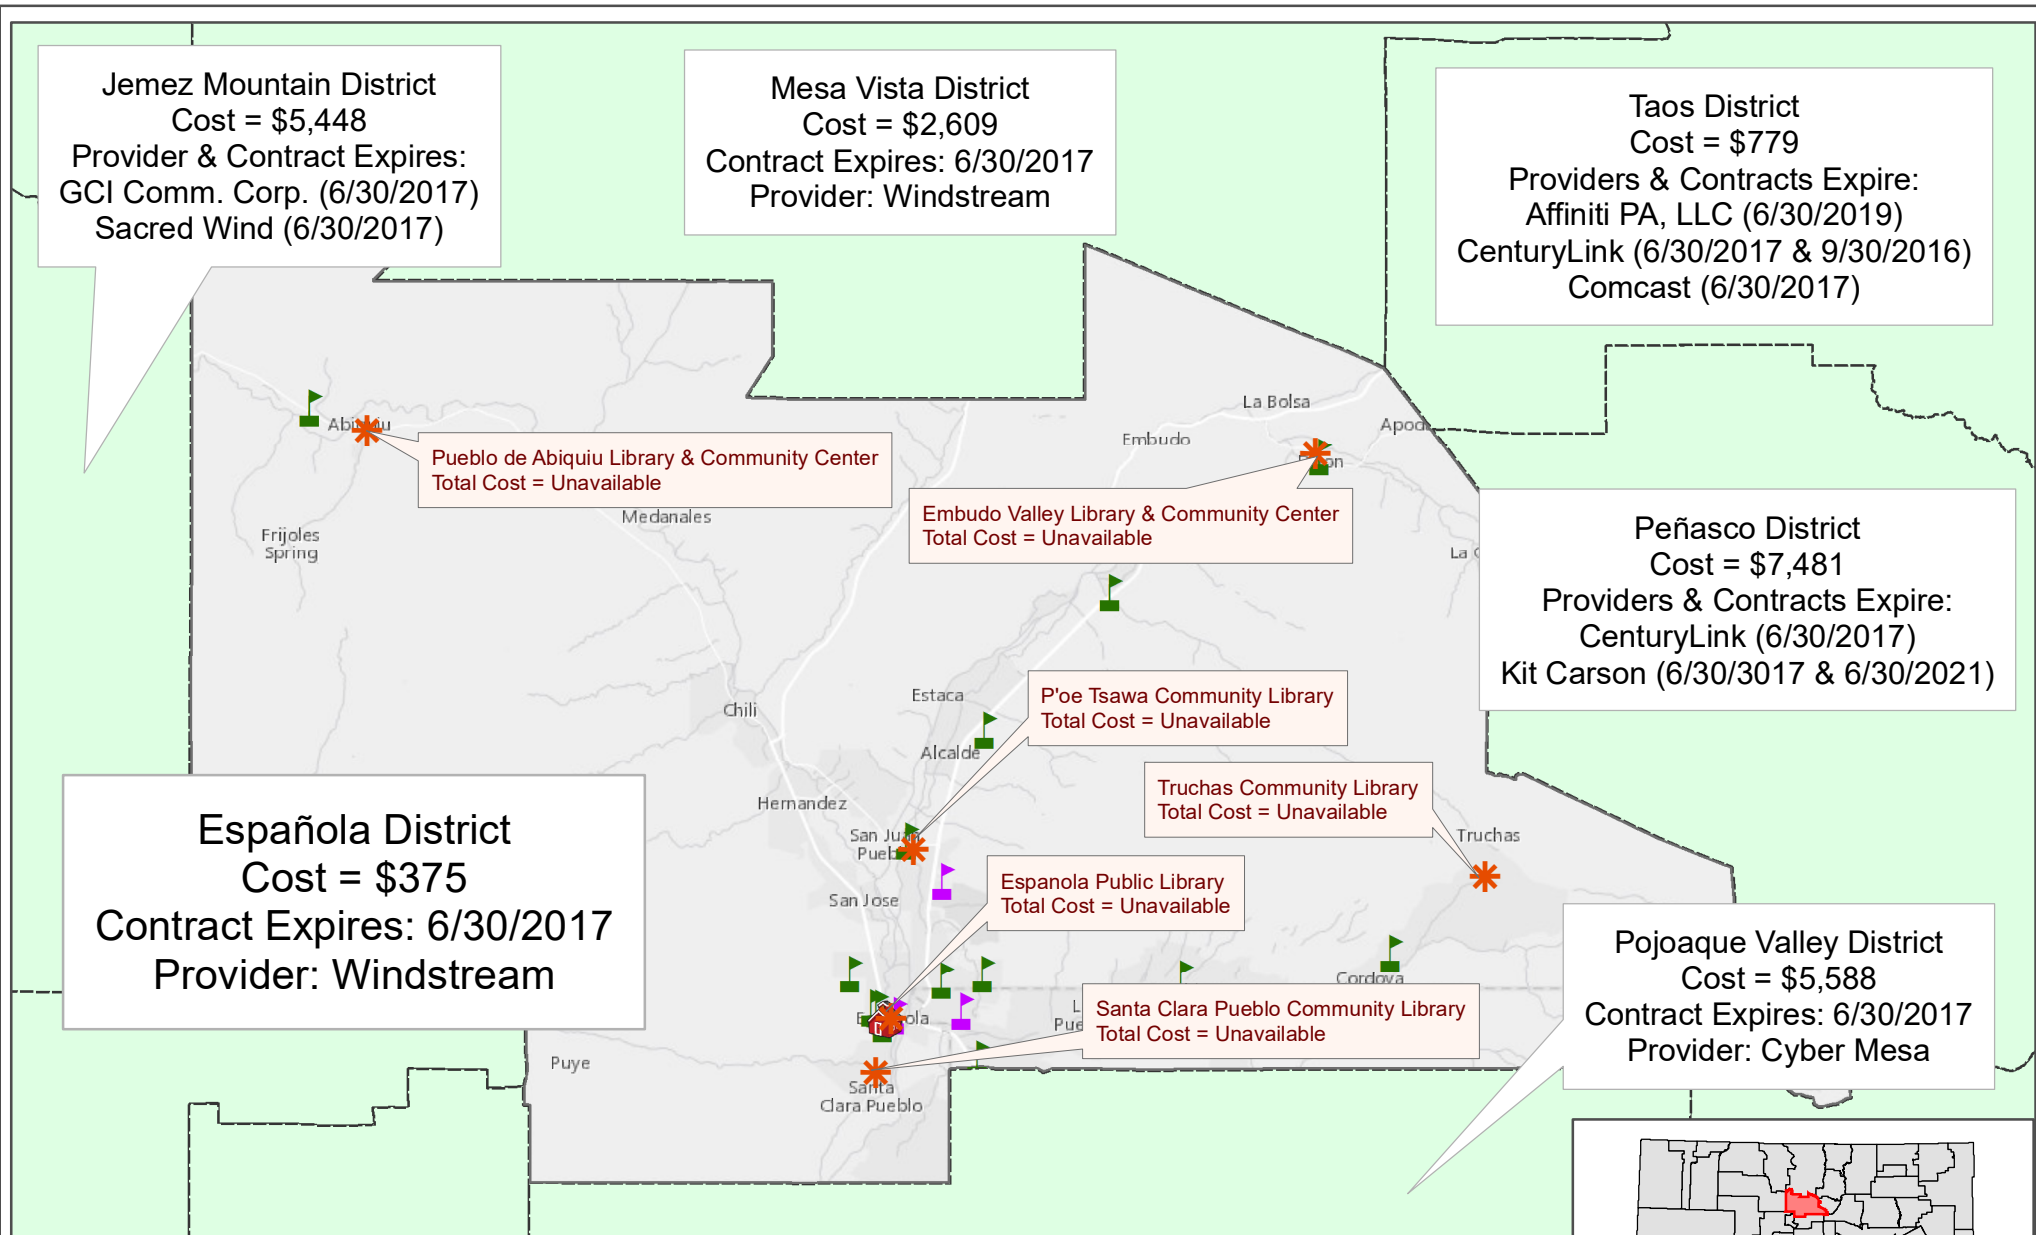 Jemez Mountain District
Cost = $5,448
Provider & Contract Expires:
GCI Comm. Corp. (6/30/2017)
Sacred Wind (6/30/2017)
Mesa Vista District
Cost = $2,609
Contract Expires: 6/30/2017
Provider: Windstream
Taos District
Cost = $779
Providers & Contracts Expire:
Affiniti PA, LLC (6/30/2019)
CenturyLink (6/30/2017 & 9/30/2016)
Comcast (6/30/2017)
La Bolsa
Embudo
Pueblo de Abiquiu Library & Community Center
Total Cost = Unavailable
Embudo Valley Library & Community Center
Total Cost = Unavailable
Medanales
Frijoles
Spring
La
Peñasco District
Cost = $7,481
Providers & Contracts Expire:
CenturyLink (6/30/2017)
Kit Carson (6/30/3017 & 6/30/2021)
Estaca
P'oe Tsawa Community Library
Total Cost = Unavailable
Chili
Alcalde
Truchas Community Library
Total Cost = Unavailable
Hernandez
Truchas
San Juan
Española District
Cost = $375
Contract Expires: 6/30/2017
Provider: Windstream
San Jose
Espanola Public Library
Total Cost = Unavailable
Cordova
Santa Clara Pueblo Community Library
Total Cost = Unavailable
Pojoaque Valley District
Cost = $5,588
Contract Expires: 6/30/2017
Provider: Cyber Mesa
Puye
Santa
Clara Pueblo